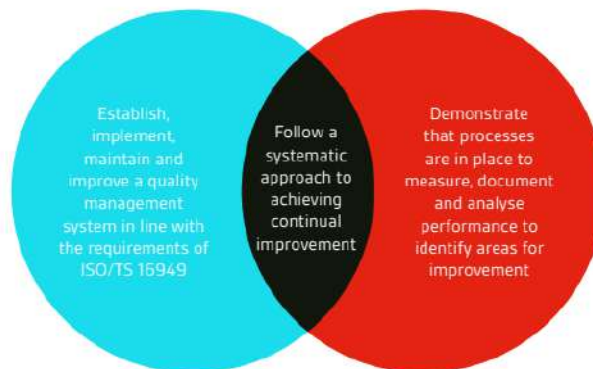 Establish,
implement,
maintain and
improve a quality
management
system in line with
the requirements of
ISO/TS 16949
Follow a
systematic
approach to
achieving
continual
improvement
Demonstrate
that processes
are in place to
measure, document
and analyse
performance to
identify areas for
improvement